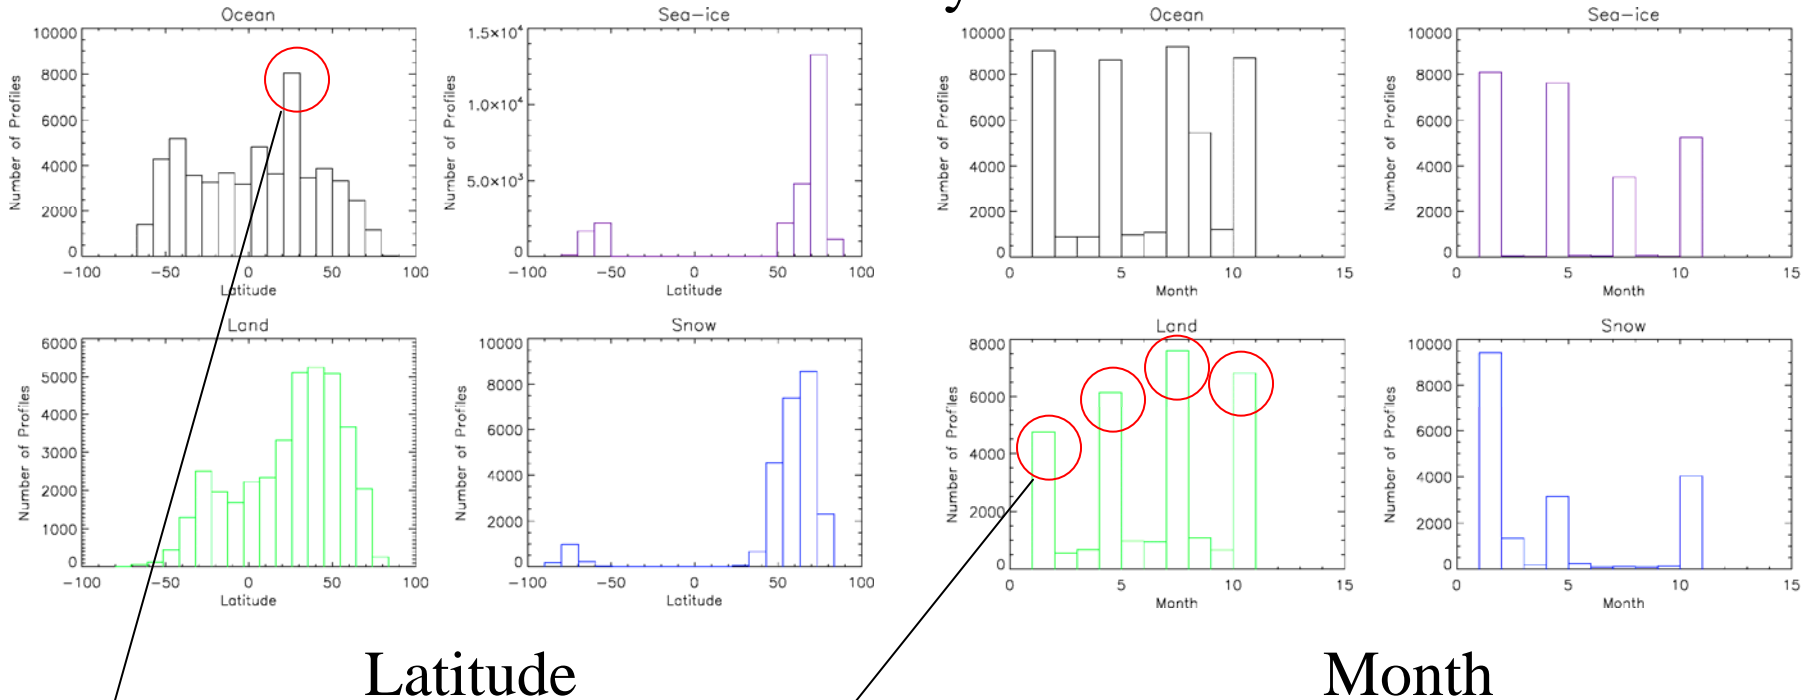 Ocean
10000
8000
6000
4000
2000
0
Number of Profiles
-100 -50 0 50 100
Latitude
Sea-ice
1.5×10⁴
1.0×10⁴
5.0×10³
0
Number of Profiles
-100 -50 0 50 100
Latitude
Land
6000
5000
4000
3000
2000
1000
0
Number of Profiles
-100 -50 0 50 100
Latitude
Snow
10000
8000
6000
4000
2000
0
Number of Profiles
-100 -50 0 50 100
Latitude
Latitude
Ocean
10000
8000
6000
4000
2000
0
Number of Profiles
0 5 10 15
Month
Sea-ice
10000
8000
6000
4000
2000
0
Number of Profiles
0 5 10 15
Month
Land
8000
6000
4000
2000
0
Number of Profiles
0 5 10 15
Month
Snow
10000
8000
6000
4000
2000
0
Number of Profiles
0 5 10 15
Month
Month